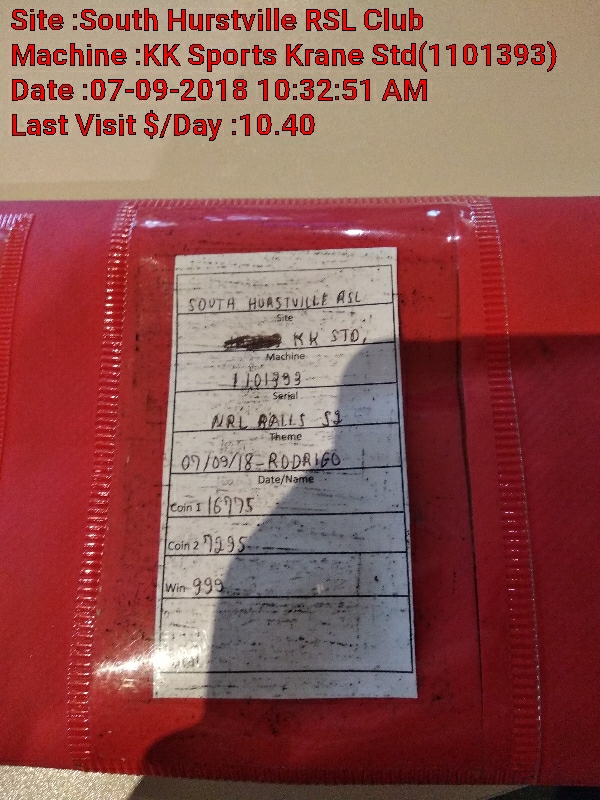 Site :South Hurstville RSL Club
Machine :KK Sports Krane Std(1101393)
Date :07-09-2018 10:32:51 AM
Last Visit $/Day :10.40
SOUTH HURSTVILLE RSL
Site
KK STD,
Machine
1101393
Serial
NRL BALLS $2
Theme
07/09/18-RODRIGO
Date/Name
Coin 1 16775
Coin 2 7295
Win 999